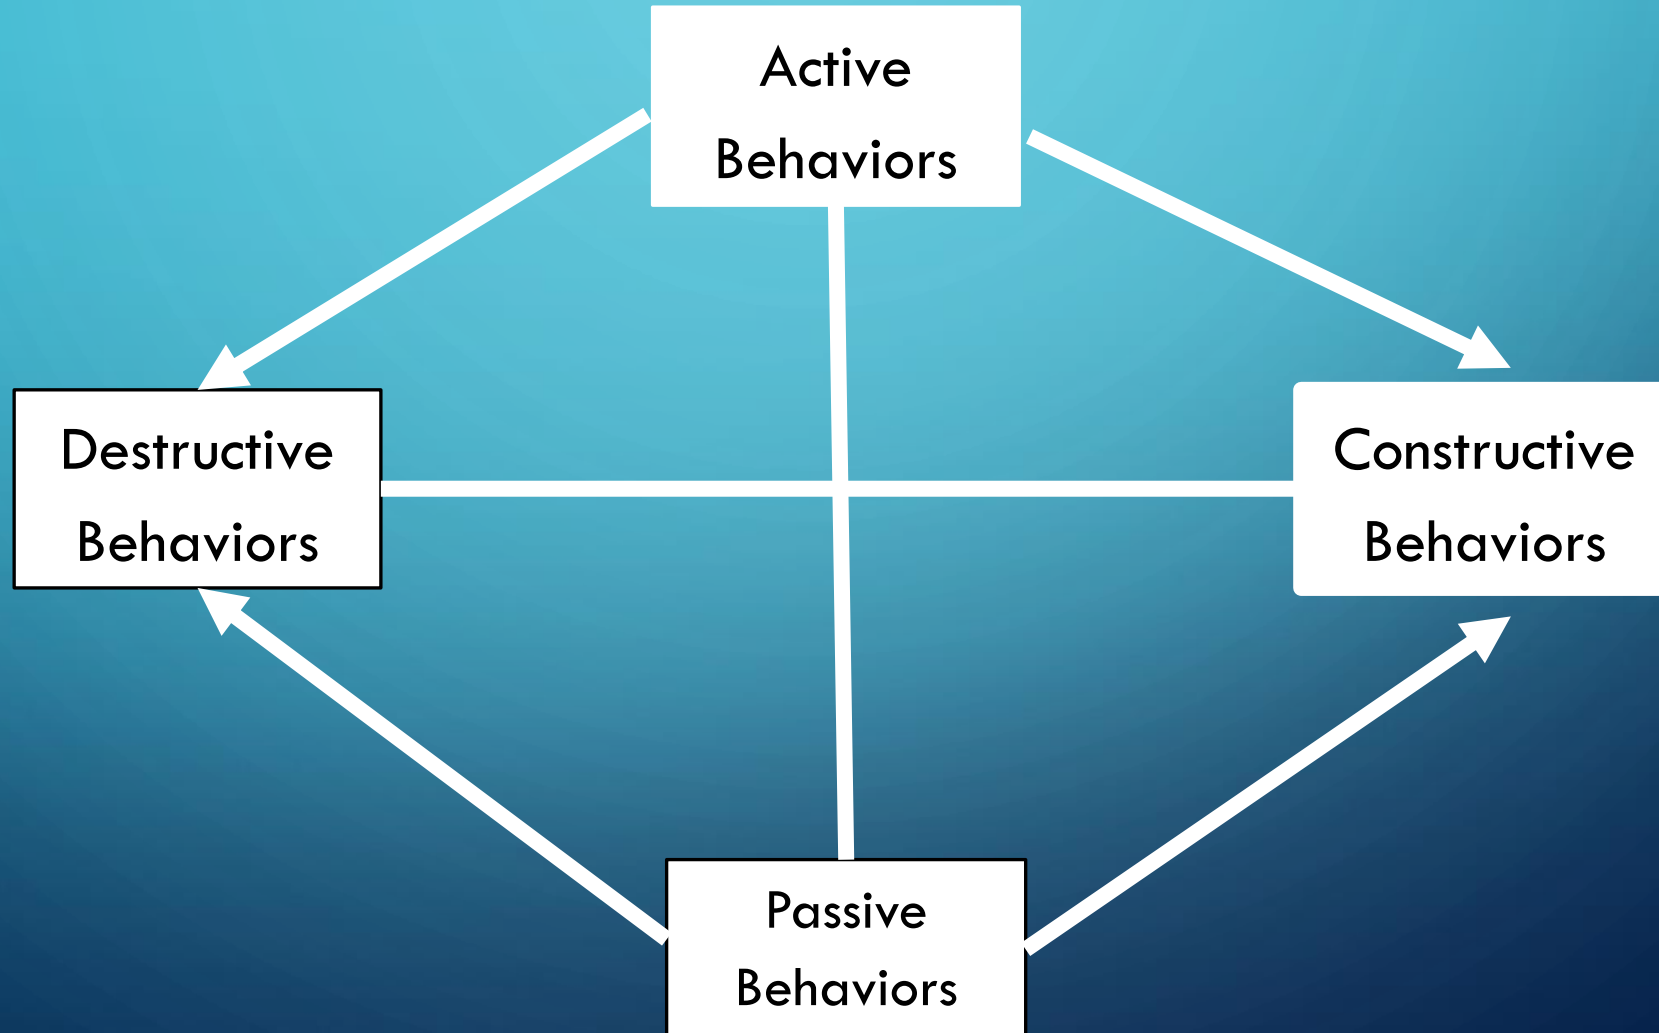 Active
Behaviors
Destructive
Behaviors
Constructive
Behaviors
Passive
Behaviors